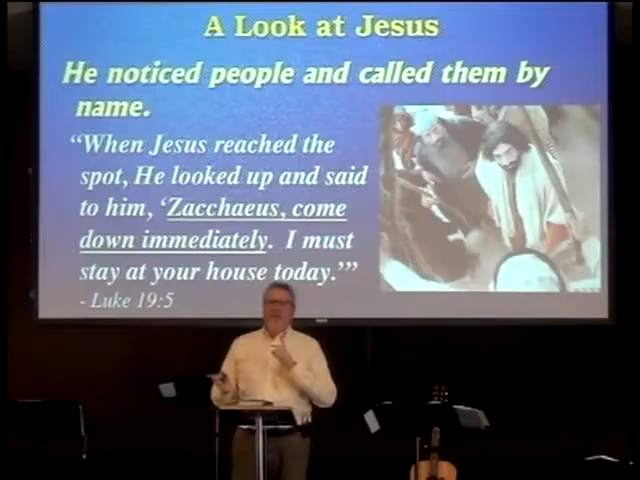 A Look at Jesus
He noticed people and called them by
name.
“When Jesus reached the
spot, He looked up and said
to him, ‘Zacchaeus, come
down immediately. I must
stay at your house today.’”
- Luke 19:5